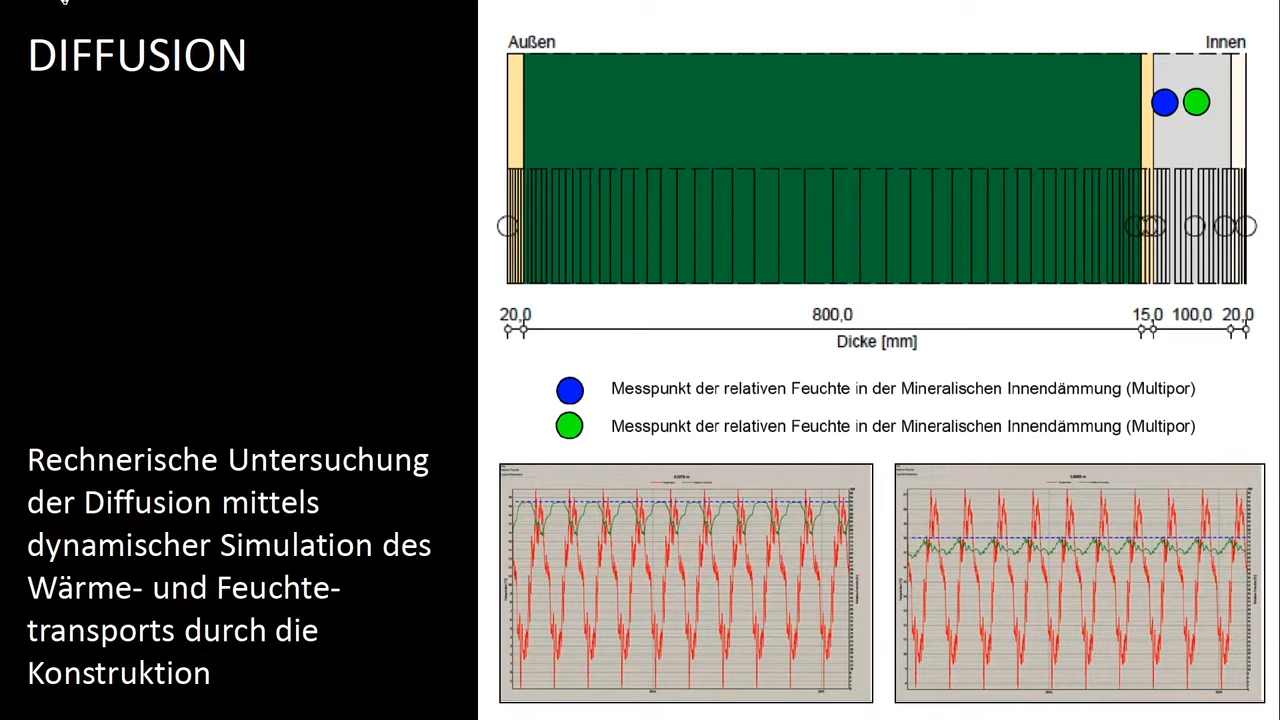 DIFFUSION
Rechnerische Untersuchung
der Diffusion mittels
dynamischer Simulation des
Wärme- und Feuchte-
transports durch die
Konstruktion
Außen
Innen
20,0
800,0
15,0
100,0
20,0
Dicke [mm]
Messpunkt der relativen Feuchte in der Mineralischen Innendämmung (Multipor)
Messpunkt der relativen Feuchte in der Mineralischen Innendämmung (Multipor)